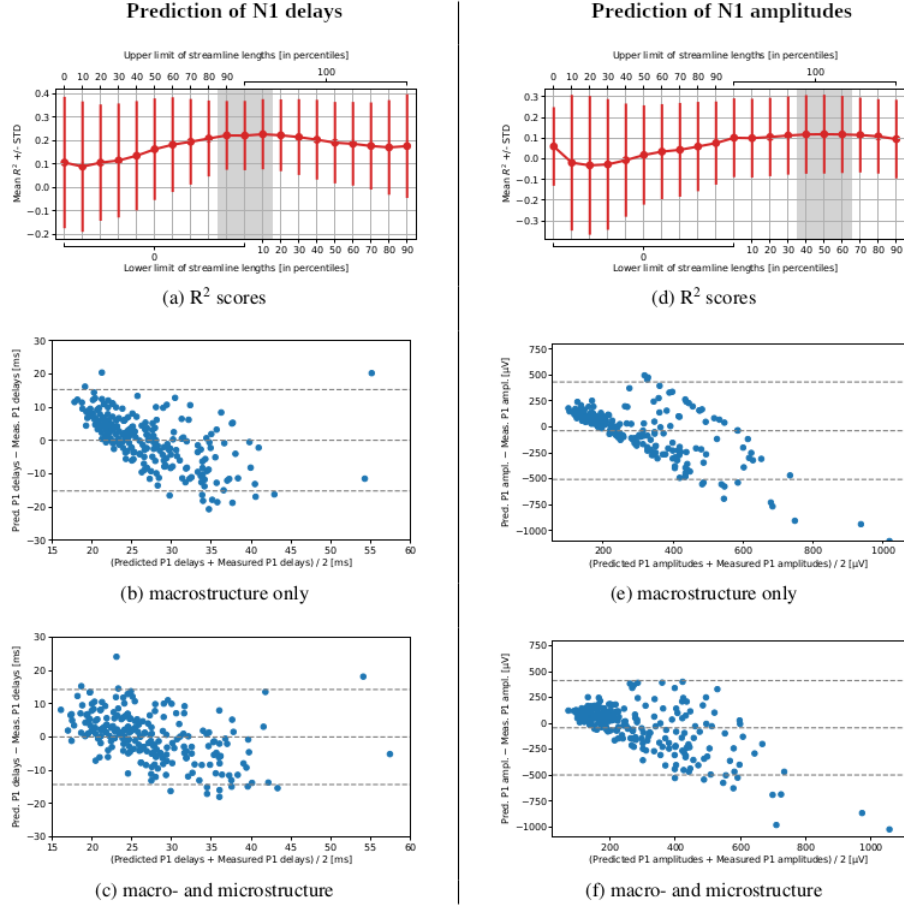 Prediction of N1 delays
Upper limit of streamline lengths [in percentiles]
100
0 10 20 30 40 50 60 70 80 90
0.4
0.3
0.2
0.1
0.0
−0.1
−0.2
Mean R² +/- STD
10 20 30 40 50 60 70 80 90
0
Lower limit of streamline lengths [in percentiles]
(a) R² scores
30
20
10
0
−10
−20
−30
Pred. P1 delays − Meas. P1 delays [ms]
15 20 25 30 35 40 45 50 55 60
(Predicted P1 delays + Measured P1 delays) / 2 [ms]
(b) macrostructure only
30
20
10
0
−10
−20
−30
Pred. P1 delays − Meas. P1 delays [ms]
15 20 25 30 35 40 45 50 55 60
(Predicted P1 delays + Measured P1 delays) / 2 [ms]
(c) macro- and microstructure
Prediction of N1 amplitudes
Upper limit of streamline lengths [in percentiles]
100
0 10 20 30 40 50 60 70 80 90
0.3
0.2
0.1
0.0
−0.1
−0.2
−0.3
Mean R² +/- STD
10 20 30 40 50 60 70 80 90
0
Lower limit of streamline lengths [in percentiles]
(d) R² scores
750
500
250
0
−250
−500
−750
−1000
Pred. P1 ampl. − Meas. P1 ampl. [µV]
200 400 600 800 1000
(Predicted P1 amplitudes + Measured P1 amplitudes) / 2 [µV]
(e) macrostructure only
750
500
250
0
−250
−500
−750
−1000
Pred. P1 ampl. − Meas. P1 ampl. [µV]
200 400 600 800 1000
(Predicted P1 amplitudes + Measured P1 amplitudes) / 2 [µV]
(f) macro- and microstructure